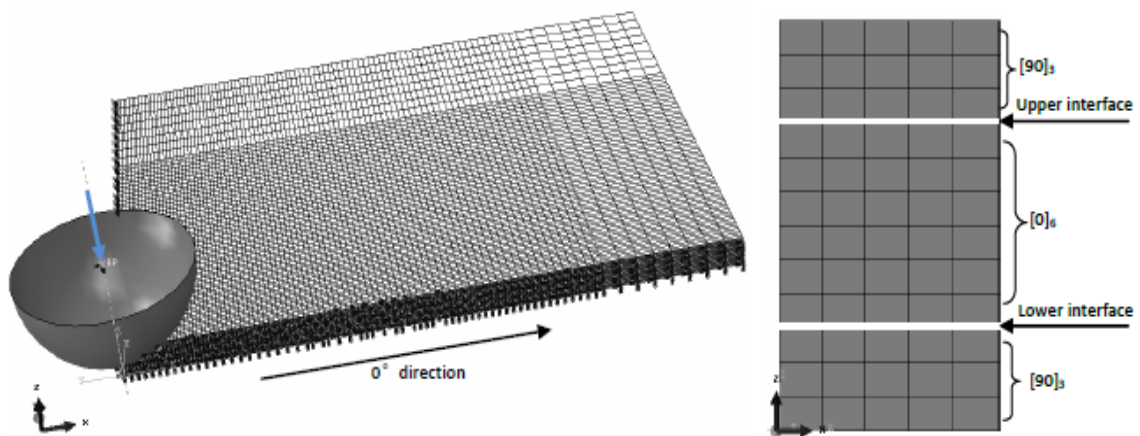 RP
Z
0° direction
z
x
[90]₃
Upper interface
[0]₆
Lower interface
[90]₃
z
x